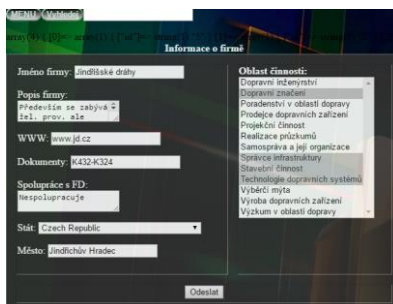 MENU Vyhledej
Informace o firmě
Jméno firmy: Jindřišské dráhy
Popis firmy:
Především se zabývá
žel. prov. ale
WWW: www.jd.cz
Dokumenty: K432-K324
Spolupráce s FD:
Nespolupracuje
Stát: Czech Republic
Město: Jindřichův Hradec
Oblast činnosti:
Dopravní inženýrství
Dopravní značení
Poradenství v oblasti dopravy
Prodejce dopravních zařízení
Projekční činnost
Realizace průzkumů
Samospráva a její organizace
Správce infrastruktury
Stavební činnost
Technologie dopravních systémů
Výběrčí mýta
Výroba dopravních zařízení
Výzkum v oblasti dopravy
Odeslat